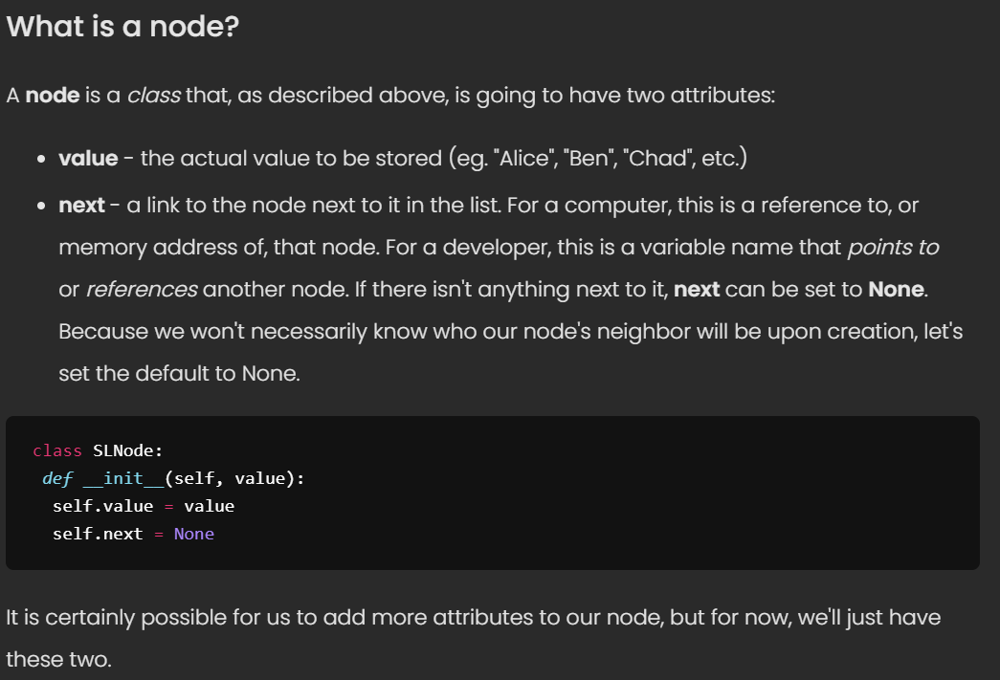 What is a node?
A node is a class that, as described above, is going to have two attributes:
• value - the actual value to be stored (eg. "Alice", "Ben", "Chad", etc.)
• next - a link to the node next to it in the list. For a computer, this is a reference to, or
memory address of, that node. For a developer, this is a variable name that points to
or references another node. If there isn't anything next to it, next can be set to None.
Because we won't necessarily know who our node's neighbor will be upon creation, let's
set the default to None.
class SLNode:
 def __init__(self, value):
  self.value = value
  self.next = None
It is certainly possible for us to add more attributes to our node, but for now, we'll just have
these two.